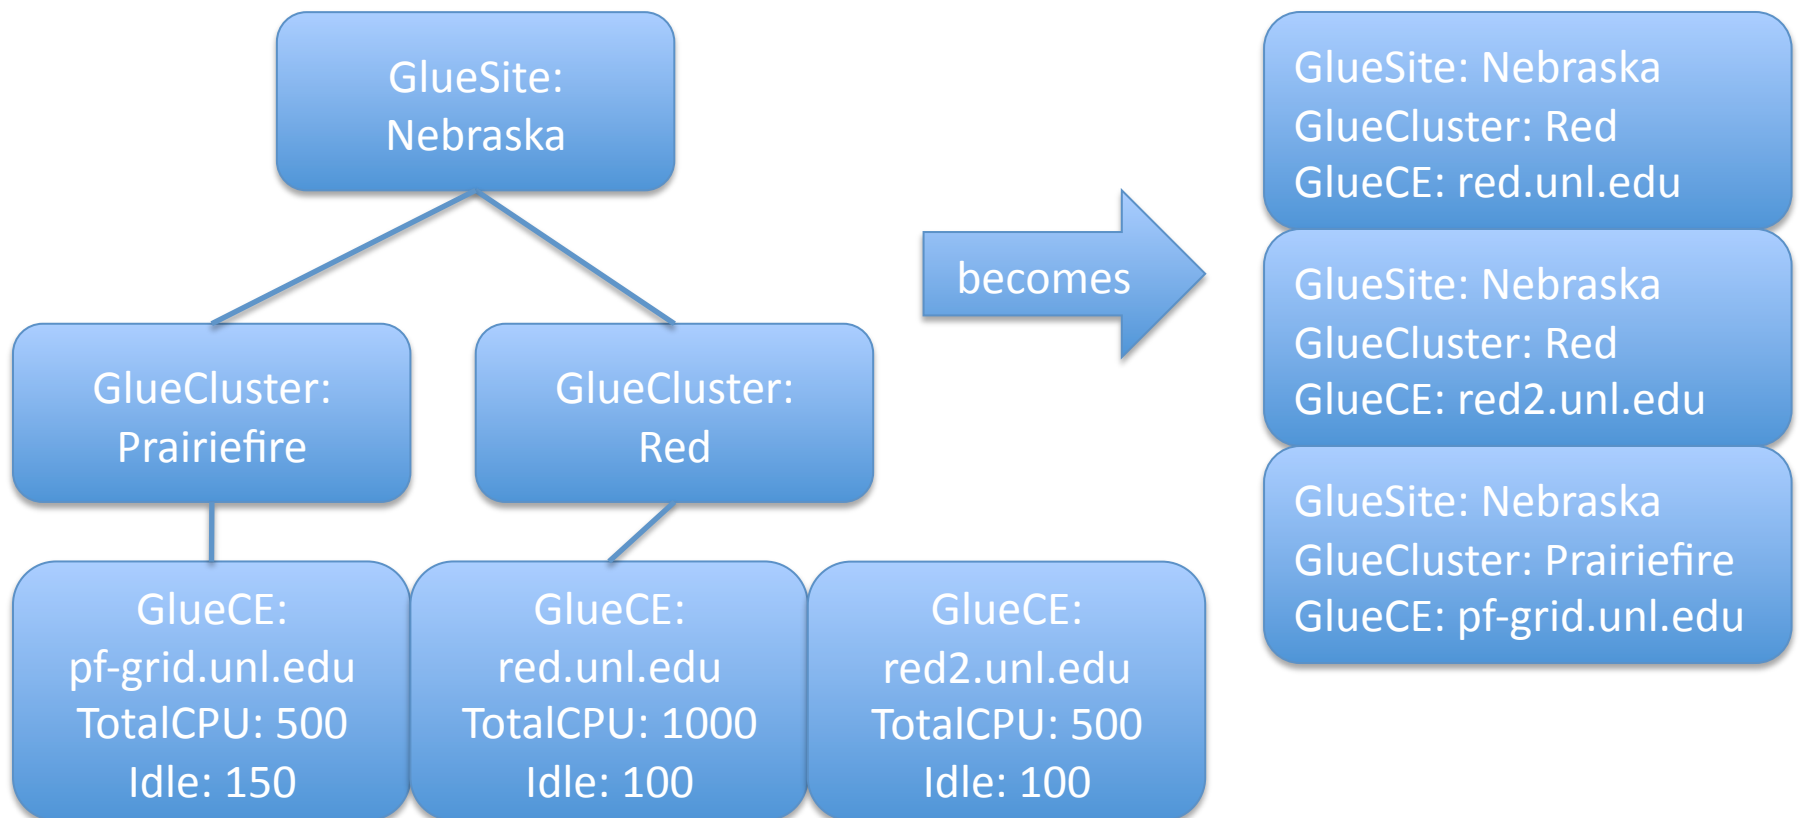 GlueSite:
Nebraska
GlueCluster:
Prairiefire
GlueCluster:
Red
GlueCE:
pf-grid.unl.edu
TotalCPU: 500
Idle: 150
GlueCE:
red.unl.edu
TotalCPU: 1000
Idle: 100
GlueCE:
red2.unl.edu
TotalCPU: 500
Idle: 100
becomes
GlueSite: Nebraska
GlueCluster: Red
GlueCE: red.unl.edu
GlueSite: Nebraska
GlueCluster: Red
GlueCE: red2.unl.edu
GlueSite: Nebraska
GlueCluster: Prairiefire
GlueCE: pf-grid.unl.edu